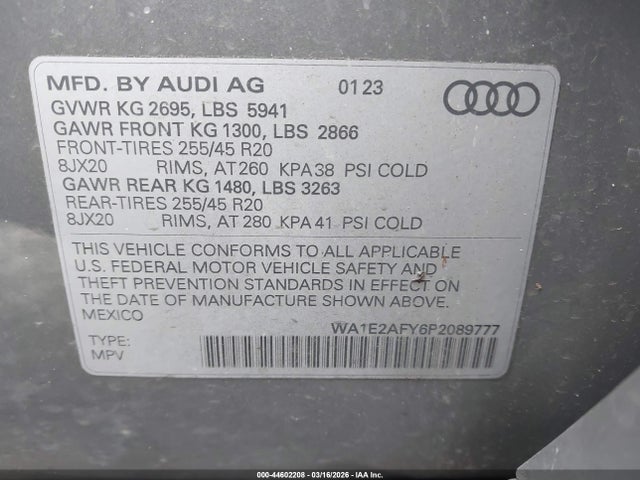 MFD. BY AUDI AG 0123
GVWR KG 2695, LBS 5941
GAWR FRONT KG 1300, LBS 2866
FRONT-TIRES 255/45 R20
8JX20 RIMS, AT 260 KPA 38 PSI COLD
GAWR REAR KG 1480, LBS 3263
REAR-TIRES 255/45 R20
8JX20 RIMS, AT 280 KPA 41 PSI COLD
THIS VEHICLE CONFORMS TO ALL APPLICABLE
U.S. FEDERAL MOTOR VEHICLE SAFETY AND
THEFT PREVENTION STANDARDS IN EFFECT ON
THE DATE OF MANUFACTURE SHOWN ABOVE.
MEXICO
WA1E2AFY6P2089777
TYPE:
MPV
000-44602208 - 03/16/2026 - IAA Inc.